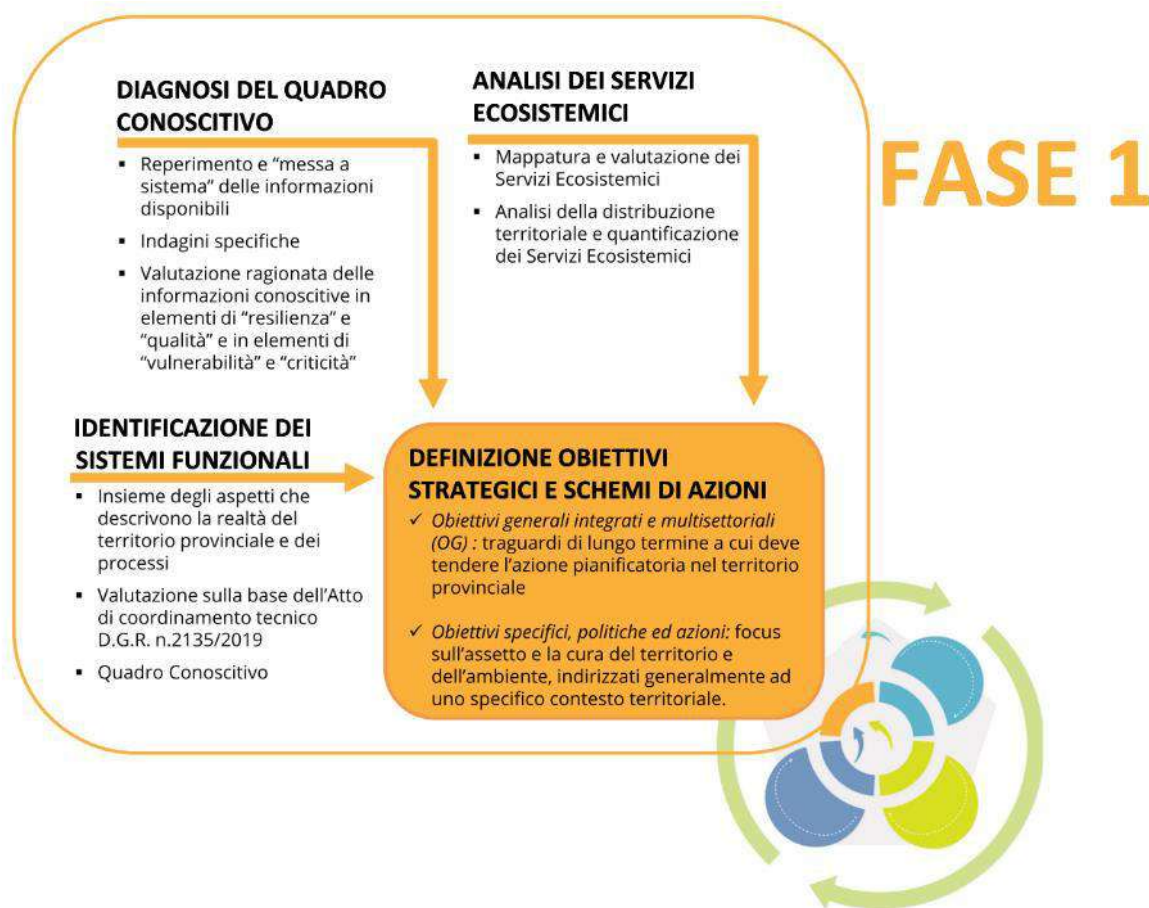 DIAGNOSI DEL QUADRO
CONOSCITIVO
▪ Reperimento e “messa a
sistema” delle informazioni
disponibili
▪ Indagini specifiche
▪ Valutazione ragionata delle
informazioni conoscitive in
elementi di “resilienza” e
“qualità” e in elementi di
“vulnerabilità” e “criticità”
ANALISI DEI SERVIZI
ECOSISTEMICI
▪ Mappatura e valutazione dei
Servizi Ecosistemici
▪ Analisi della distribuzione
territoriale e quantificazione
dei Servizi Ecosistemici
FASE 1
IDENTIFICAZIONE DEI
SISTEMI FUNZIONALI
▪ Insieme degli aspetti che
descrivono la realtà del
territorio provinciale e dei
processi
▪ Valutazione sulla base dell’Atto
di coordinamento tecnico
D.G.R. n.2135/2019
▪ Quadro Conoscitivo
DEFINIZIONE OBIETTIVI
STRATEGICI E SCHEMI DI AZIONI
✓ Obiettivi generali integrati e multisettoriali
(OG) : traguardi di lungo termine a cui deve
tendere l’azione pianificatoria nel territorio
provinciale
✓ Obiettivi specifici, politiche ed azioni: focus
sull’assetto e la cura del territorio e
dell’ambiente, indirizzati generalmente ad
uno specifico contesto territoriale.